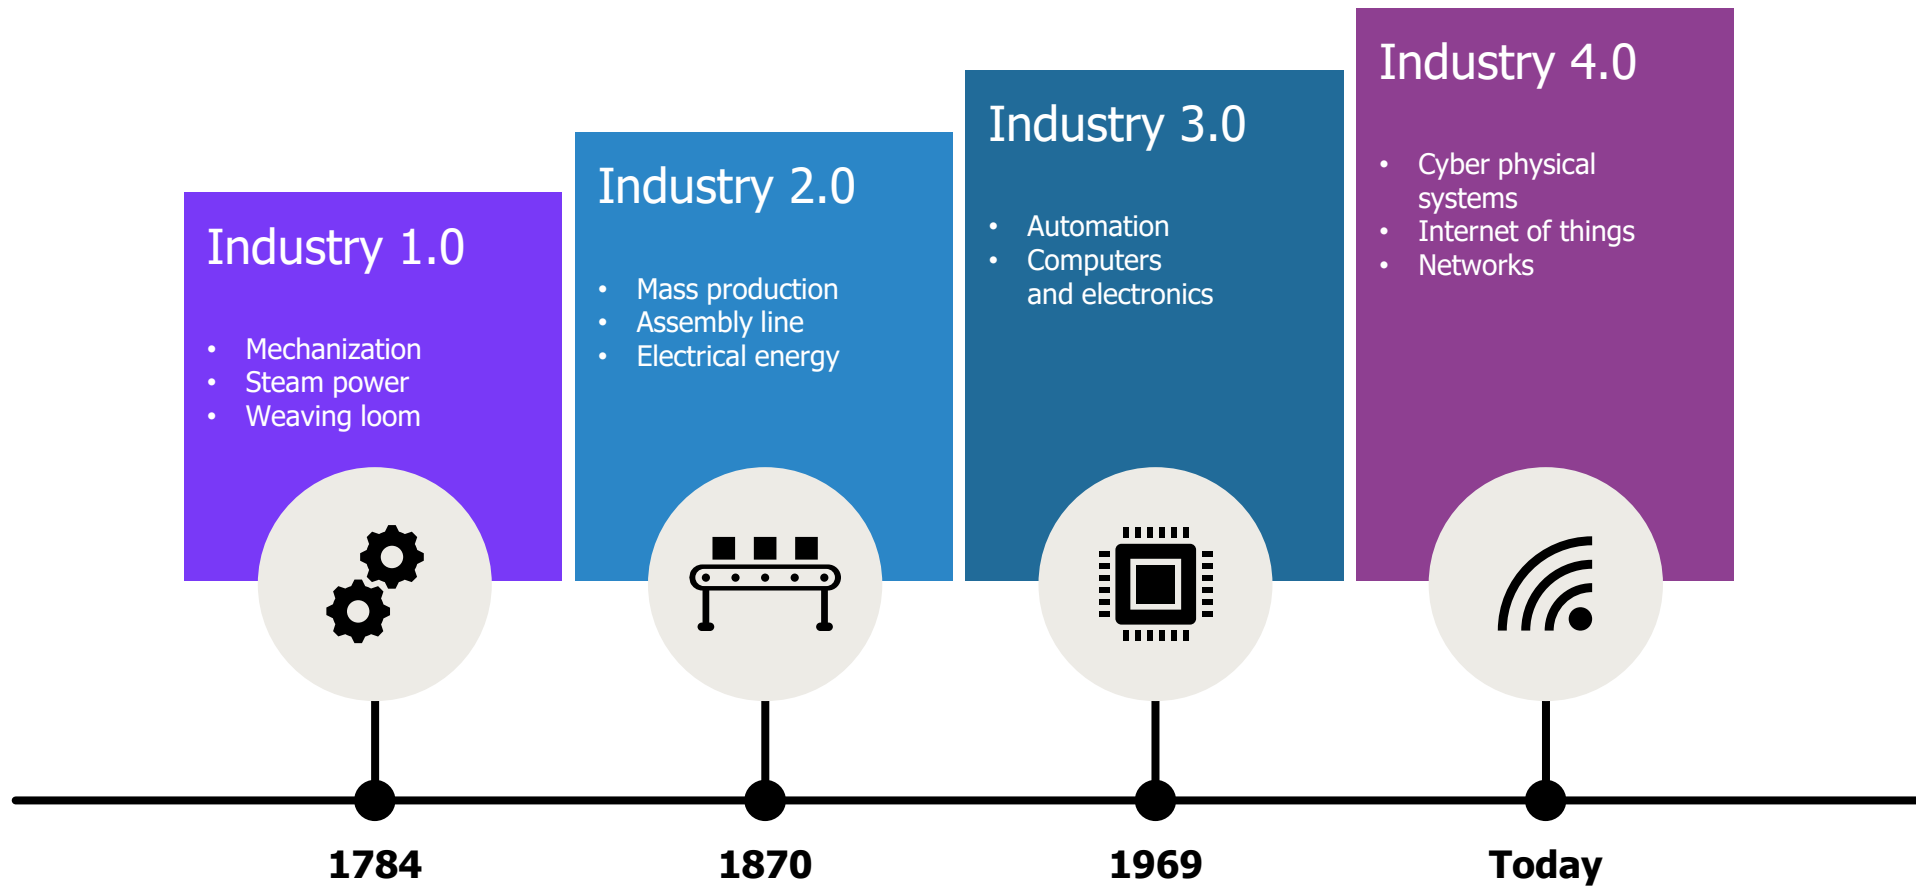 Industry 1.0
• Mechanization
• Steam power
• Weaving loom
Industry 2.0
• Mass production
• Assembly line
• Electrical energy
Industry 3.0
• Automation
• Computers
and electronics
Industry 4.0
• Cyber physical
systems
• Internet of things
• Networks
1784
1870
1969
Today